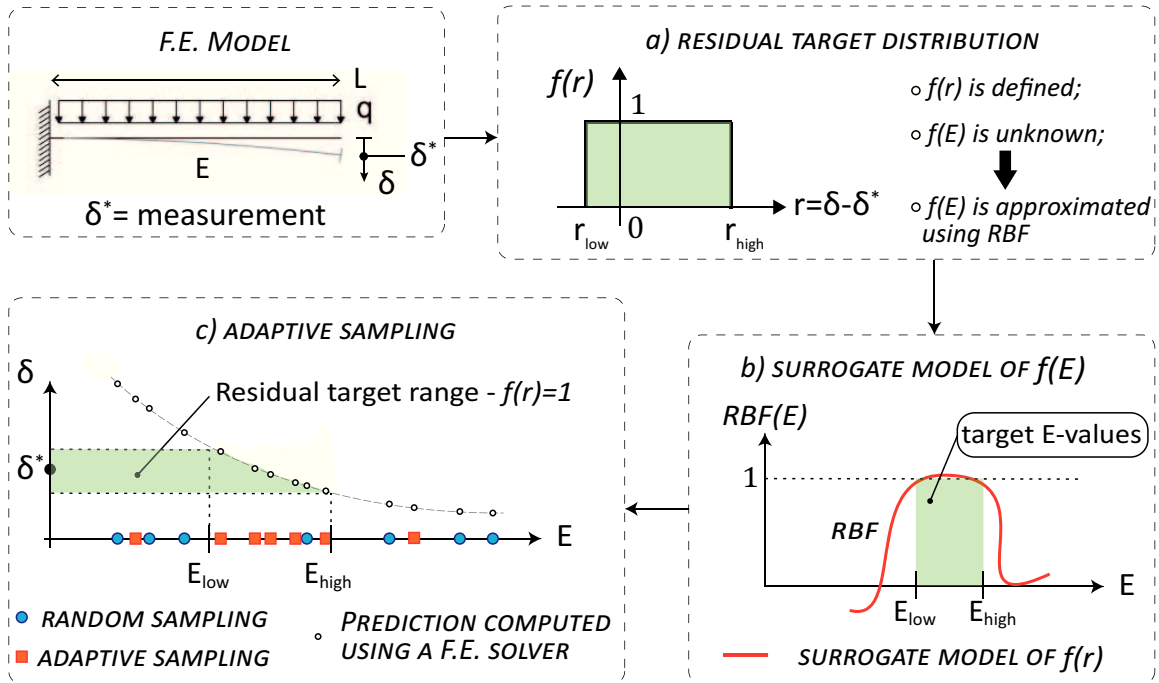 F.E. MODEL
L
q
E
δ*
δ
δ*= measurement
a) RESIDUAL TARGET DISTRIBUTION
f(r)
1
r=δ-δ*
r_low 0 r_high
f(r) is defined;
f(E) is unknown;
f(E) is approximated
using RBF
b) SURROGATE MODEL OF f(E)
RBF(E)
target E-values
1
RBF
E
E_low E_high
SURROGATE MODEL OF f(r)
c) ADAPTIVE SAMPLING
δ
Residual target range - f(r)=1
δ*
E
E_low E_high
RANDOM SAMPLING
ADAPTIVE SAMPLING
PREDICTION COMPUTED
USING A F.E. SOLVER